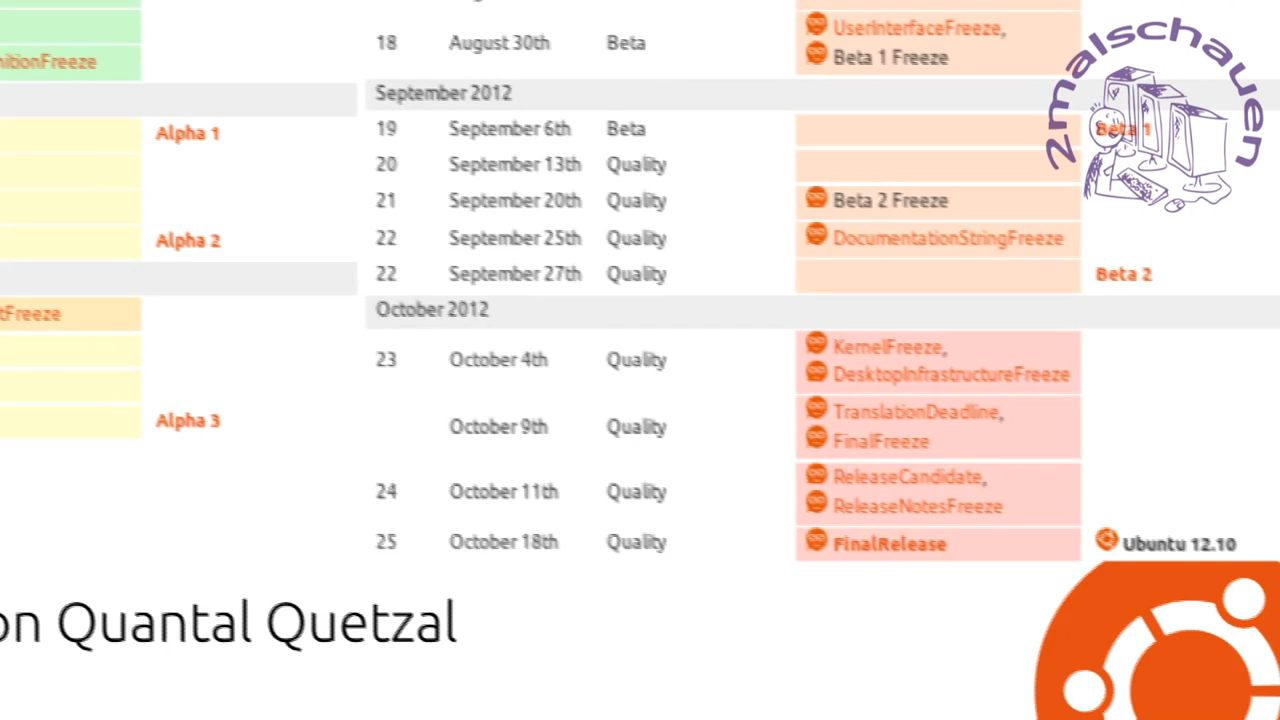 18 August 30th Beta UserInterfaceFreeze,
Beta 1 Freeze
nitionFreeze
September 2012
Alpha 1
19 September 6th Beta Beta 1
20 September 13th Quality
21 September 20th Quality Beta 2 Freeze
Alpha 2
22 September 25th Quality DocumentationStringFreeze
22 September 27th Quality Beta 2
October 2012
tFreeze
23 October 4th Quality KernelFreeze,
DesktopInfrastructureFreeze
Alpha 3
October 9th Quality TranslationDeadline,
FinalFreeze
24 October 11th Quality ReleaseCandidate,
ReleaseNotesFreeze
25 October 18th Quality FinalRelease Ubuntu 12.10
on Quantal Quetzal
2malschauen